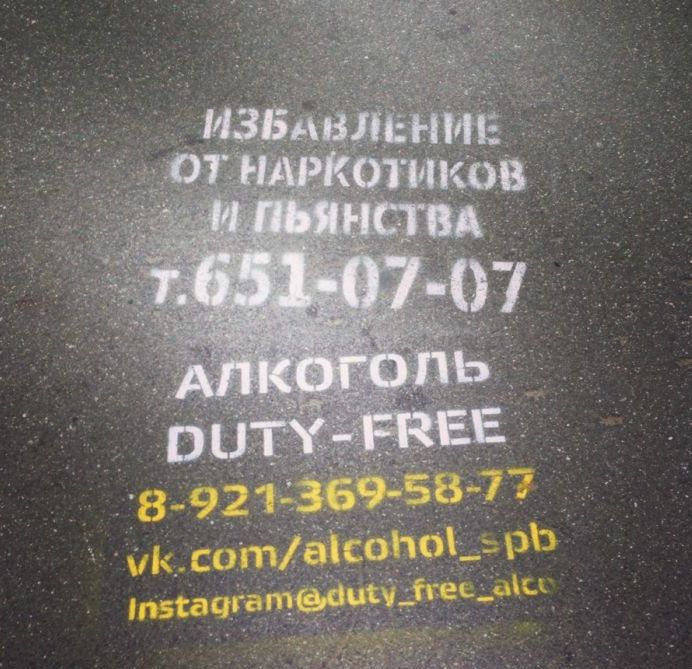 ИЗБАВЛЕНИЕ
ОТ НАРКОТИКОВ
И ПЬЯНСТВА
т.651-07-07
АЛКОГОЛЬ
DUTY-FREE
8-921-369-58-77
vk.com/alcohol_spb
Instagram@duty_free_alco